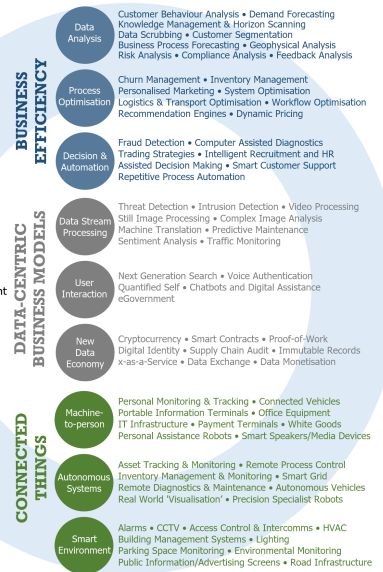 BUSINESS
EFFICIENCY
Data
Analysis
Customer Behaviour Analysis • Demand Forecasting
Knowledge Management & Horizon Scanning
Data Scrubbing • Customer Segmentation
Business Process Forecasting • Geophysical Analysis
Risk Analysis • Compliance Analysis • Feedback Analysis
Process
Optimisation
Churn Management • Inventory Management
Personalised Marketing • System Optimisation
Logistics & Transport Optimisation • Workflow Optimisation
Recommendation Engines • Dynamic Pricing
Decision &
Automation
Fraud Detection • Computer Assisted Diagnostics
Trading Strategies • Intelligent Recruitment and HR
Assisted Decision Making • Smart Customer Support
Repetitive Process Automation
DATA-CENTRIC
BUSINESS MODELS
Data Stream
Processing
Threat Detection • Intrusion Detection • Video Processing
Still Image Processing • Complex Image Analysis
Machine Translation • Predictive Maintenance
Sentiment Analysis • Traffic Monitoring
User
Interaction
Next Generation Search • Voice Authentication
Quantified Self • Chatbots and Digital Assistance
eGovernment
New
Data
Economy
Cryptocurrency • Smart Contracts • Proof-of-Work
Digital Identity • Supply Chain Audit • Immutable Records
x-as-a-Service • Data Exchange • Data Monetisation
CONNECTED
THINGS
Machine-
to-person
Personal Monitoring & Tracking • Connected Vehicles
Portable Information Terminals • Office Equipment
IT Infrastructure • Payment Terminals • White Goods
Personal Assistance Robots • Smart Speakers/Media Devices
Autonomous
Systems
Asset Tracking & Monitoring • Remote Process Control
Inventory Management & Monitoring • Smart Grid
Remote Diagnostics & Maintenance • Autonomous Vehicles
Real World 'Visualisation' • Precision Specialist Robots
Smart
Environment
Alarms • CCTV • Access Control & Intercomms • HVAC
Building Management Systems • Lighting
Parking Space Monitoring • Environmental Monitoring
Public Information/Advertising Screens • Road Infrastructure